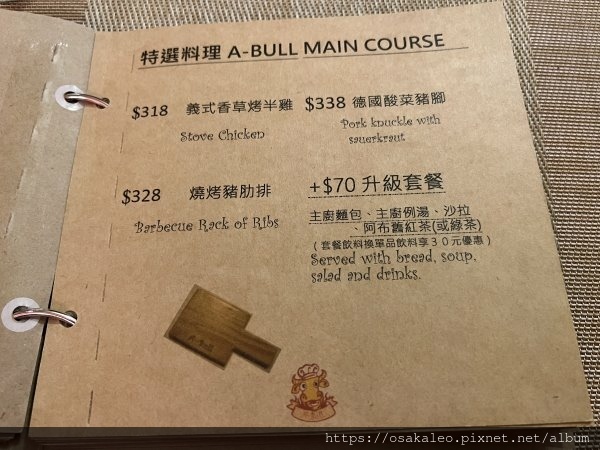 特選料理 A-BULL MAIN COURSE
$318 義式香草烤半雞
Stove Chicken
$338 德國酸菜豬腳
Pork knuckle with
sauerkraut
$328 燒烤豬肋排
Barbecue Rack of Ribs
+$70 升級套餐
主廚麵包、主廚例湯、沙拉
、阿布舊紅茶(或綠茶)
(套餐飲料換單品飲料享30元優惠)
Served with bread, soup,
salad and drinks.
A-Bull
https://osakaleo.pixnet.net/album